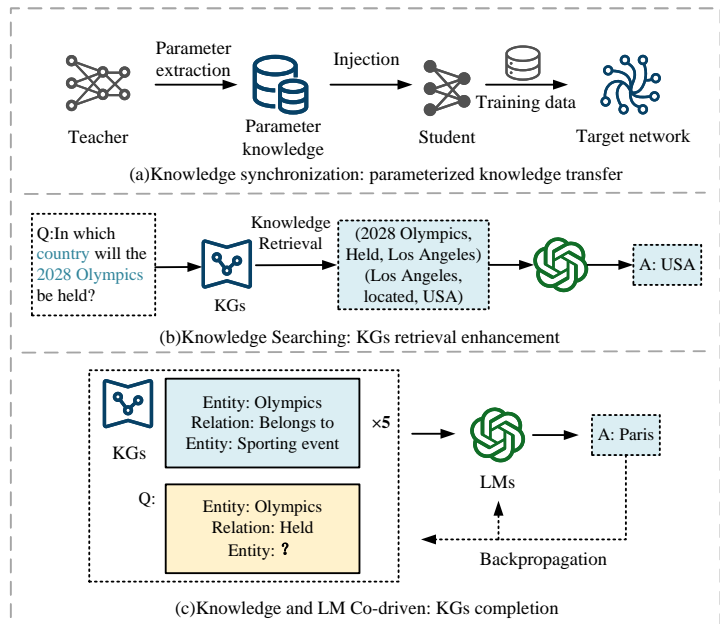 Parameter
extraction
Injection
Training data
Teacher
Parameter
knowledge
Student
Target network
(a)Knowledge synchronization: parameterized knowledge transfer
Q:In which
country will the
2028 Olympics
be held?
KGs
Knowledge
Retrieval
(2028 Olympics,
Held, Los Angeles)
(Los Angeles,
located, USA)
A: USA
(b)Knowledge Searching: KGs retrieval enhancement
KGs
Entity: Olympics
Relation: Belongs to
Entity: Sporting event
×5
Q:
Entity: Olympics
Relation: Held
Entity: ?
LMs
A: Paris
Backpropagation
(c)Knowledge and LM Co-driven: KGs completion